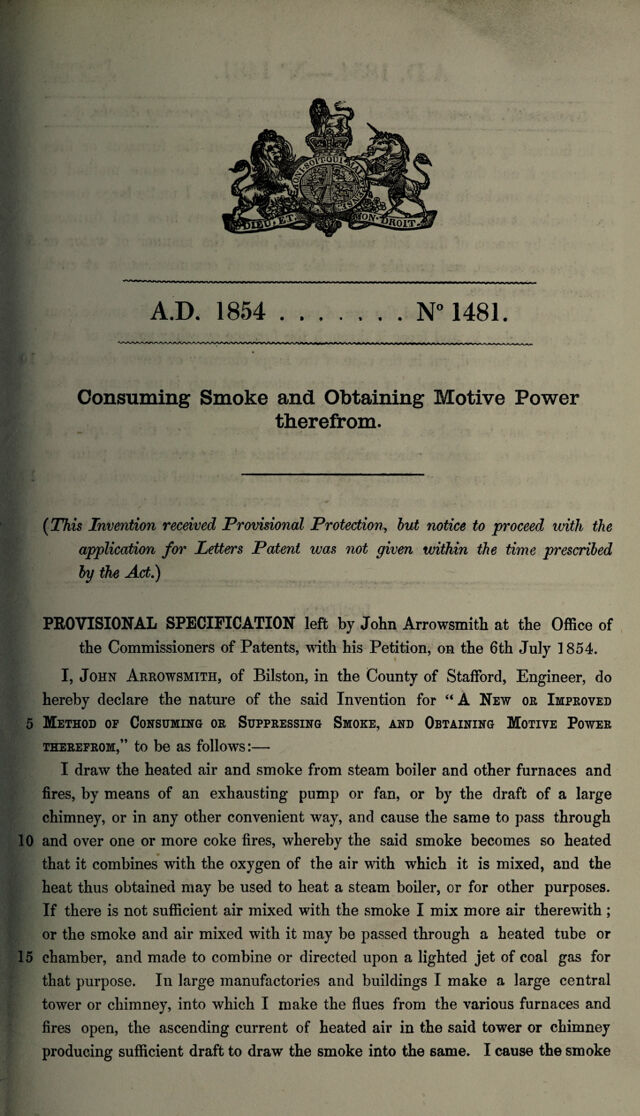 DIEU·ET· MON·DROIT·
A.D. 1854 . . . . . . . Nº 1481.
Consuming Smoke and Obtaining Motive Power
therefrom.
(This Invention received Provisional Protection, but notice to proceed with the
application for Letters Patent was not given within the time prescribed
by the Act.)
PROVISIONAL SPECIFICATION left by John Arrowsmith at the Office of
the Commissioners of Patents, with his Petition, on the 6th July 1854.
I, JOHN ARROWSMITH, of Bilston, in the County of Stafford, Engineer, do
hereby declare the nature of the said Invention for “A NEW OR IMPROVED
5 METHOD OF CONSUMING OR SUPPRESSING SMOKE, AND OBTAINING MOTIVE POWER
THEREFROM,” to be as follows:—
I draw the heated air and smoke from steam boiler and other furnaces and
fires, by means of an exhausting pump or fan, or by the draft of a large
chimney, or in any other convenient way, and cause the same to pass through
10 and over one or more coke fires, whereby the said smoke becomes so heated
that it combines with the oxygen of the air with which it is mixed, and the
heat thus obtained may be used to heat a steam boiler, or for other purposes.
If there is not sufficient air mixed with the smoke I mix more air therewith ;
or the smoke and air mixed with it may be passed through a heated tube or
15 chamber, and made to combine or directed upon a lighted jet of coal gas for
that purpose. In large manufactories and buildings I make a large central
tower or chimney, into which I make the flues from the various furnaces and
fires open, the ascending current of heated air in the said tower or chimney
producing sufficient draft to draw the smoke into the same. I cause the smoke